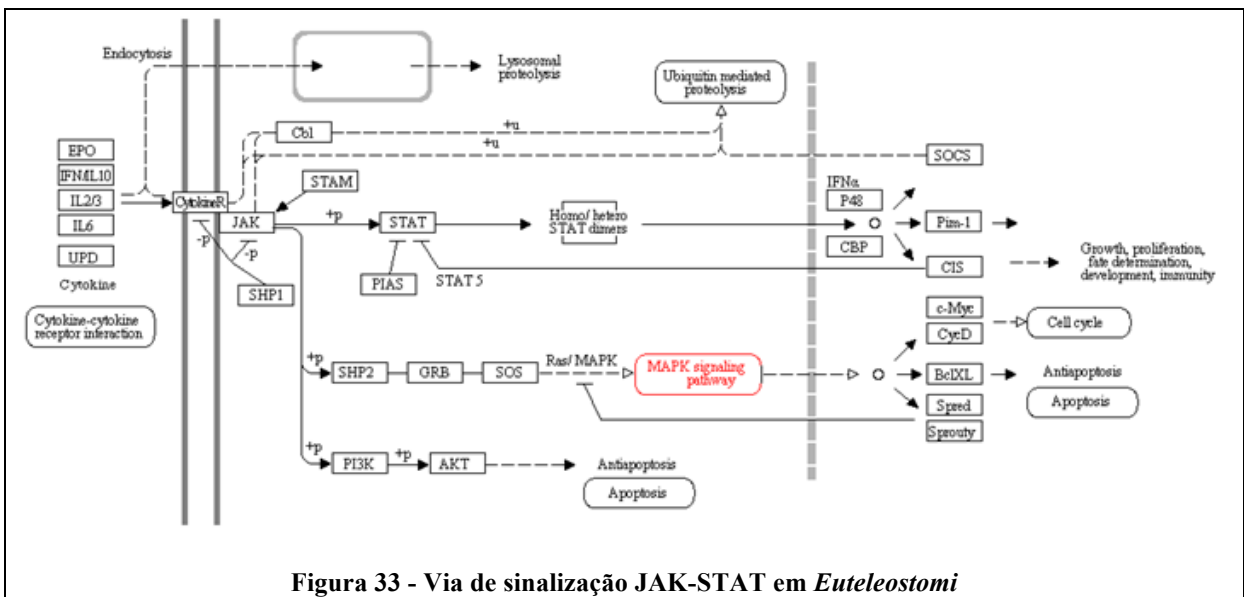 Endocytosis
Lysosomal
proteolysis
Ubiquitin mediated
proteolysis
Cbl
+u
+u
EPO
IFN/IL10
IL2/3
IL6
UPD
Cytokine
Cytokine-cytokine
receptor interaction
CytokineR
JAK
STAM
-p
-p
SHP1
+p
STAT
PIAS
STAT 5
Homo/ hetero
STAT dimers
IFNα
P48
CBP
SOCS
Pim-1
CIS
Growth, proliferation,
fate determination,
development, immunity
+p
SHP2
GRB
SOS
Ras/ MAPK
MAPK signaling
pathway
c-Myc
CycD
BclXL
Spred
Sprouty
Cell cycle
Antiapoptosis
Apoptosis
+p
PI3K
+p
AKT
Antiapoptosis
Apoptosis
Figura 33 - Via de sinalização JAK-STAT em Euteleostomi